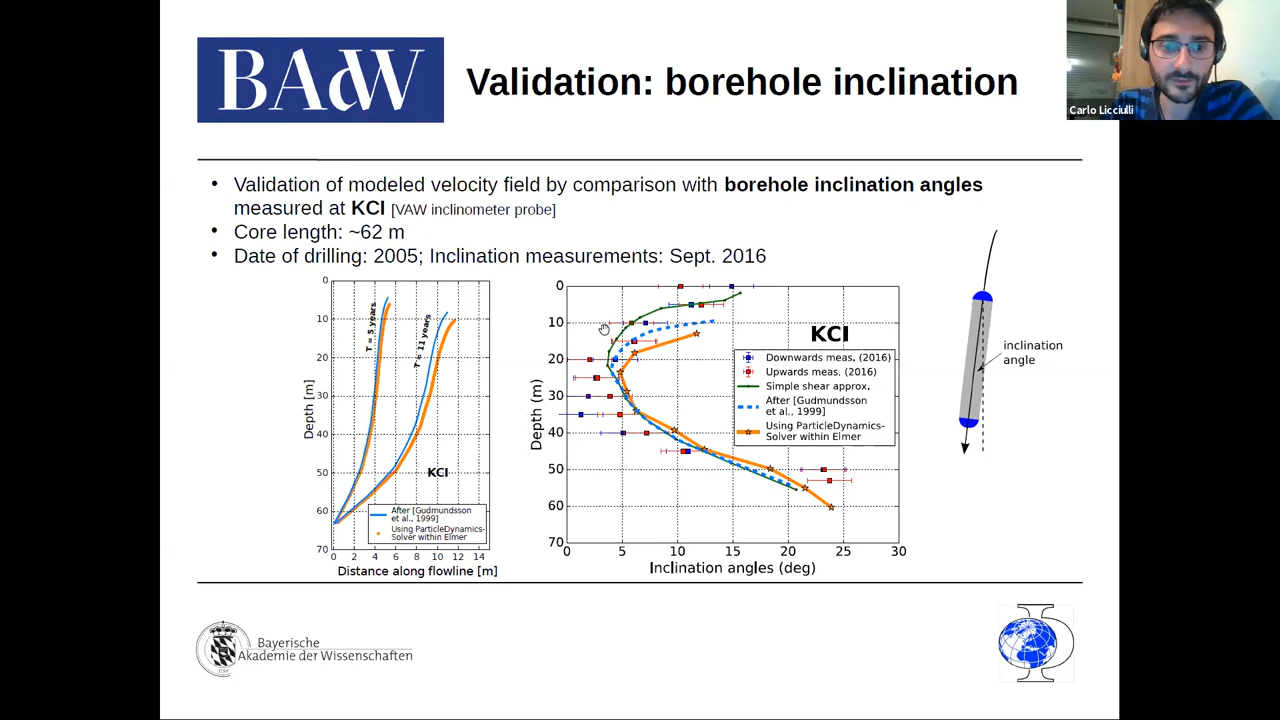 BAdW
Validation: borehole inclination
Carlo Licciulli
• Validation of modeled velocity field by comparison with borehole inclination angles
measured at KCI [VAW inclinometer probe]
• Core length: ~62 m
• Date of drilling: 2005; Inclination measurements: Sept. 2016
0
10
20
30
40
50
60
70
Depth [m]
T = 5 years
T = 11 years
KCI
After [Gudmundsson
et al., 1999]
Using ParticleDynamics-
Solver within Elmer
0 2 4 6 8 10 12 14
Distance along flowline [m]
0
10
20
30
40
50
60
70
Depth (m)
KCI
Downwards meas. (2016)
Upwards meas. (2016)
Simple shear approx.
After [Gudmundsson
et al., 1999]
Using ParticleDynamics-
Solver within Elmer
0 5 10 15 20 25 30
Inclination angles (deg)
inclination
angle
Bayerische
Akademie der Wissenschaften
1759